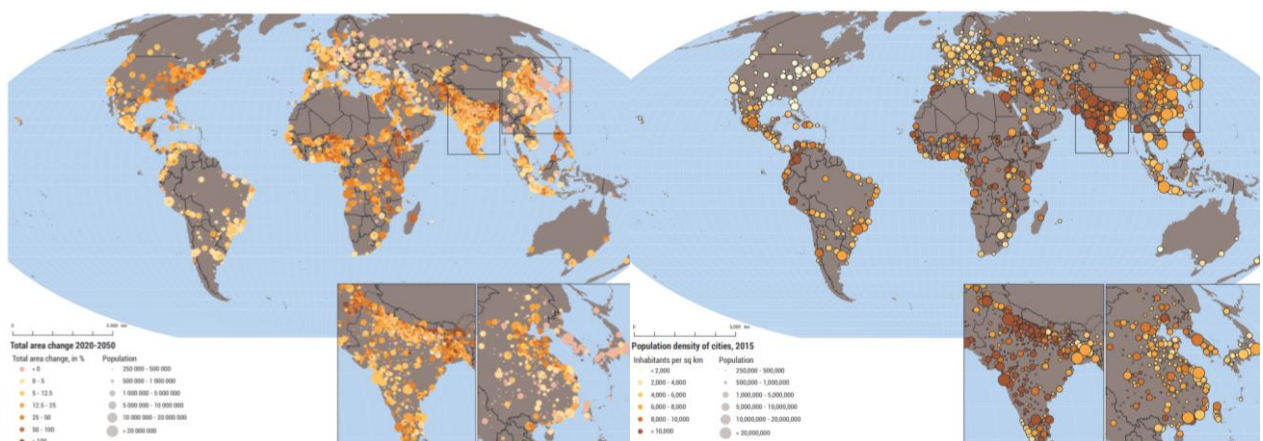 0 5 000 km
Total area change 2020-2050
Total area change, in % Population
< 0 250 000 - 500 000
0 - 5 500 000 - 1 000 000
5 - 12.5 1 000 000 - 5 000 000
12.5 - 25 5 000 000 - 10 000 000
25 - 50 10 000 000 - 20 000 000
50 - 100 > 20 000 000
Population density of cities, 2015
Inhabitants per sq km Population
< 2,000 250,000 - 500,000
2,000 - 4,000 500,000 - 1,000,000
4,000 - 6,000 1,000,000 - 5,000,000
6,000 - 8,000 5,000,000 - 10,000,000
8,000 - 10,000 10,000,000 - 20,000,000
> 10,000 > 20,000,000